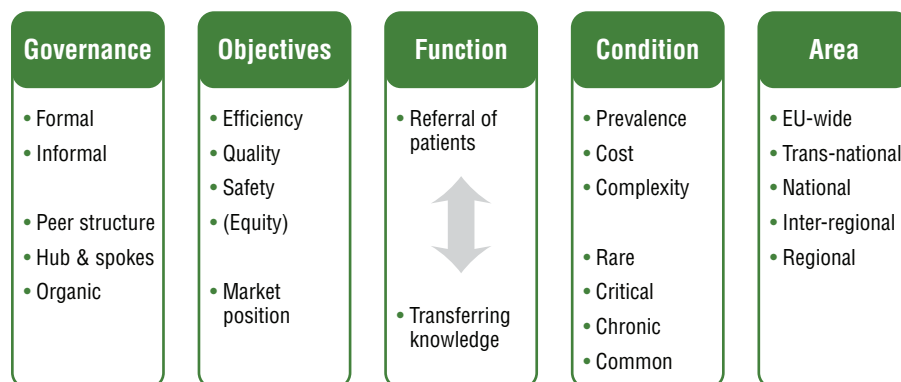 Governance
• Formal
• Informal
• Peer structure
• Hub & spokes
• Organic
Objectives
• Efficiency
• Quality
• Safety
• (Equity)
• Market
position
Function
• Referral of
patients
• Transferring
knowledge
Condition
• Prevalence
• Cost
• Complexity
• Rare
• Critical
• Chronic
• Common
Area
• EU-wide
• Trans-national
• National
• Inter-regional
• Regional